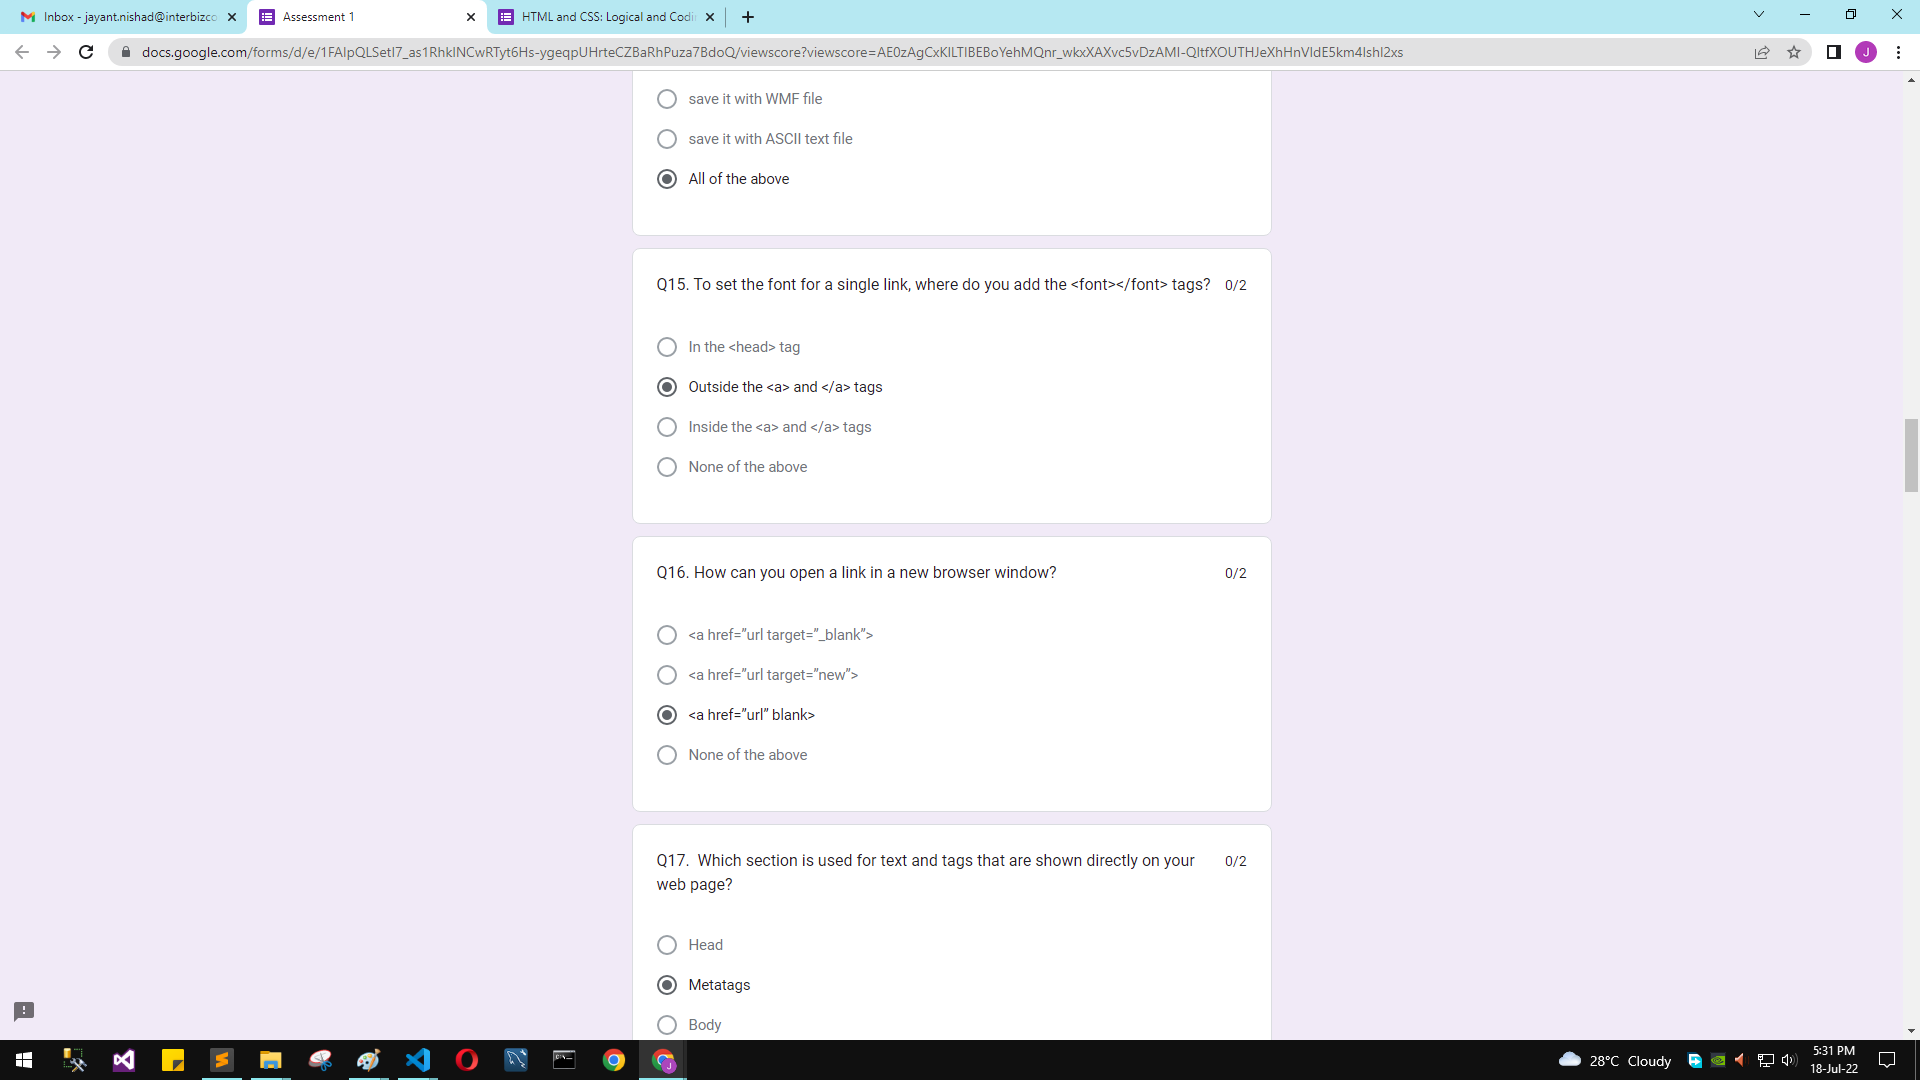 Inbox - jayant.nishad@interbizco
Assessment 1
HTML and CSS: Logical and Codi
docs.google.com/forms/d/e/1FAIpQLSetI7_as1RhklNCwRTyt6Hs-ygeqpUHrteCZBaRhPuza7BdoQ/viewscore?viewscore=AE0zAgCxKILTIBEBoYehMQnr_wkxXAXvc5vDzAMI-QltfXOUTHJeXhHnVIdE5km4Ishl2xs
J
save it with WMF file
save it with ASCII text file
All of the above
Q15. To set the font for a single link, where do you add the <font></font> tags? 0/2
In the <head> tag
Outside the <a> and </a> tags
Inside the <a> and </a> tags
None of the above
Q16. How can you open a link in a new browser window? 0/2
<a href=”url target=”_blank”>
<a href=”url target=”new”>
<a href=”url” blank>
None of the above
Q17.  Which section is used for text and tags that are shown directly on your 0/2
web page?
Head
Metatags
Body
28°C Cloudy
5:31 PM
18-Jul-22